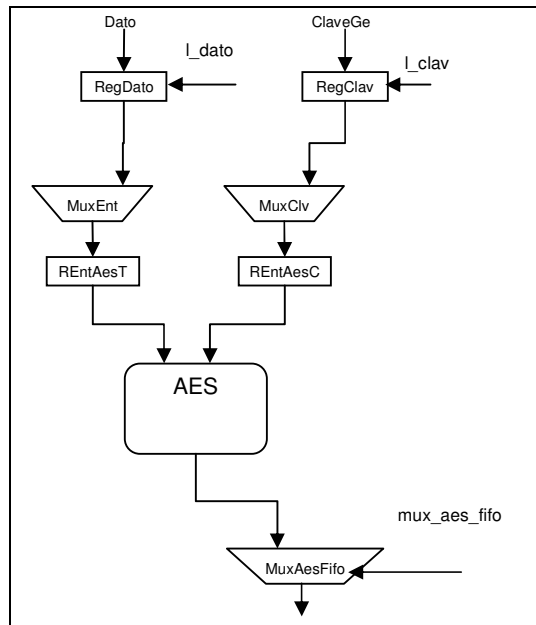 Dato ClaveGe
l_dato
l_clav
RegDato RegClav
MuxEnt MuxClv
REntAesT REntAesC
AES
mux_aes_fifo
MuxAesFifo